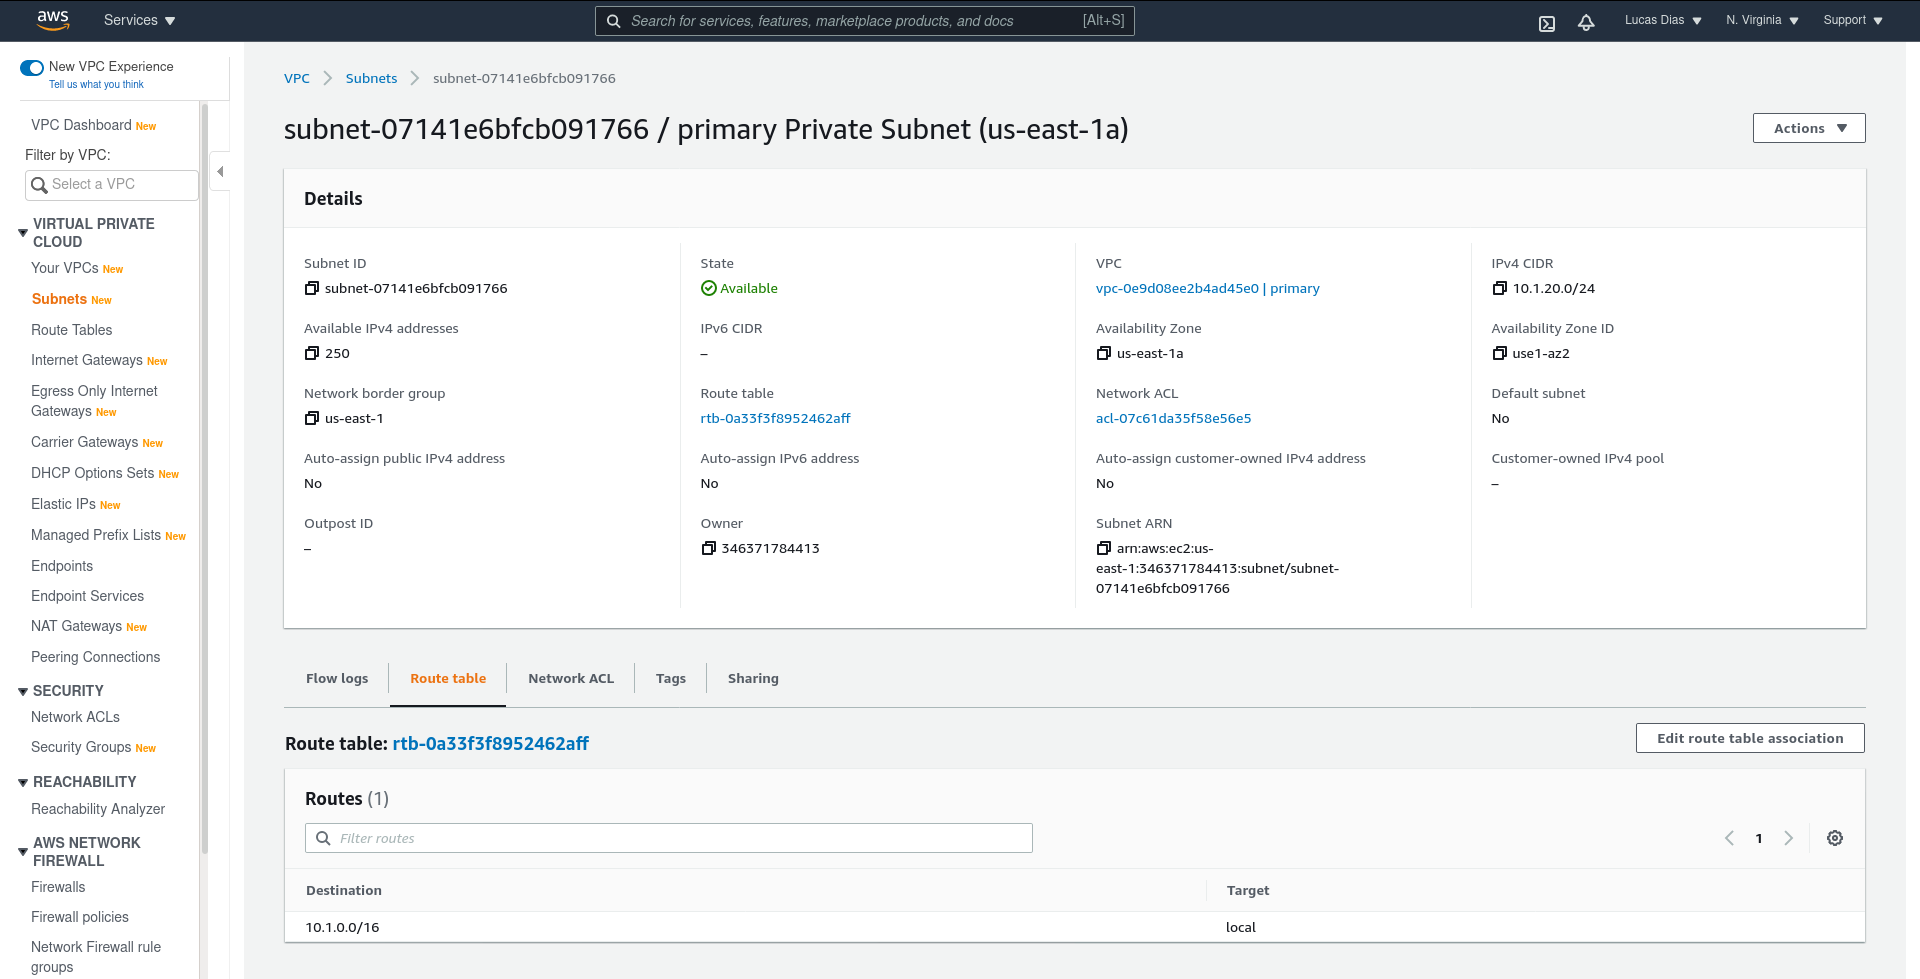 aws
Services
Search for services, features, marketplace products, and docs
[Alt+S]
Lucas Dias
N. Virginia
Support
New VPC Experience
Tell us what you think
VPC Dashboard New
Filter by VPC:
Select a VPC
VIRTUAL PRIVATE
CLOUD
Your VPCs New
Subnets New
Route Tables
Internet Gateways New
Egress Only Internet
Gateways New
Carrier Gateways New
DHCP Options Sets New
Elastic IPs New
Managed Prefix Lists New
Endpoints
Endpoint Services
NAT Gateways New
Peering Connections
SECURITY
Network ACLs
Security Groups New
REACHABILITY
Reachability Analyzer
AWS NETWORK
FIREWALL
Firewalls
Firewall policies
Network Firewall rule
groups
VPC
Subnets
subnet-07141e6bfcb091766
subnet-07141e6bfcb091766 / primary Private Subnet (us-east-1a)
Actions
Details
Subnet ID
subnet-07141e6bfcb091766
State
Available
VPC
vpc-0e9d08ee2b4ad45e0 | primary
IPv4 CIDR
10.1.20.0/24
Available IPv4 addresses
250
IPv6 CIDR
–
Availability Zone
us-east-1a
Availability Zone ID
use1-az2
Network border group
us-east-1
Route table
rtb-0a33f3f8952462aff
Network ACL
acl-07c61da35f58e56e5
Default subnet
No
Auto-assign public IPv4 address
No
Auto-assign IPv6 address
No
Auto-assign customer-owned IPv4 address
No
Customer-owned IPv4 pool
–
Outpost ID
–
Owner
346371784413
Subnet ARN
arn:aws:ec2:us-
east-1:346371784413:subnet/subnet-
07141e6bfcb091766
Flow logs
Route table
Network ACL
Tags
Sharing
Route table: rtb-0a33f3f8952462aff
Edit route table association
Routes (1)
Filter routes
1
Destination
Target
10.1.0.0/16
local